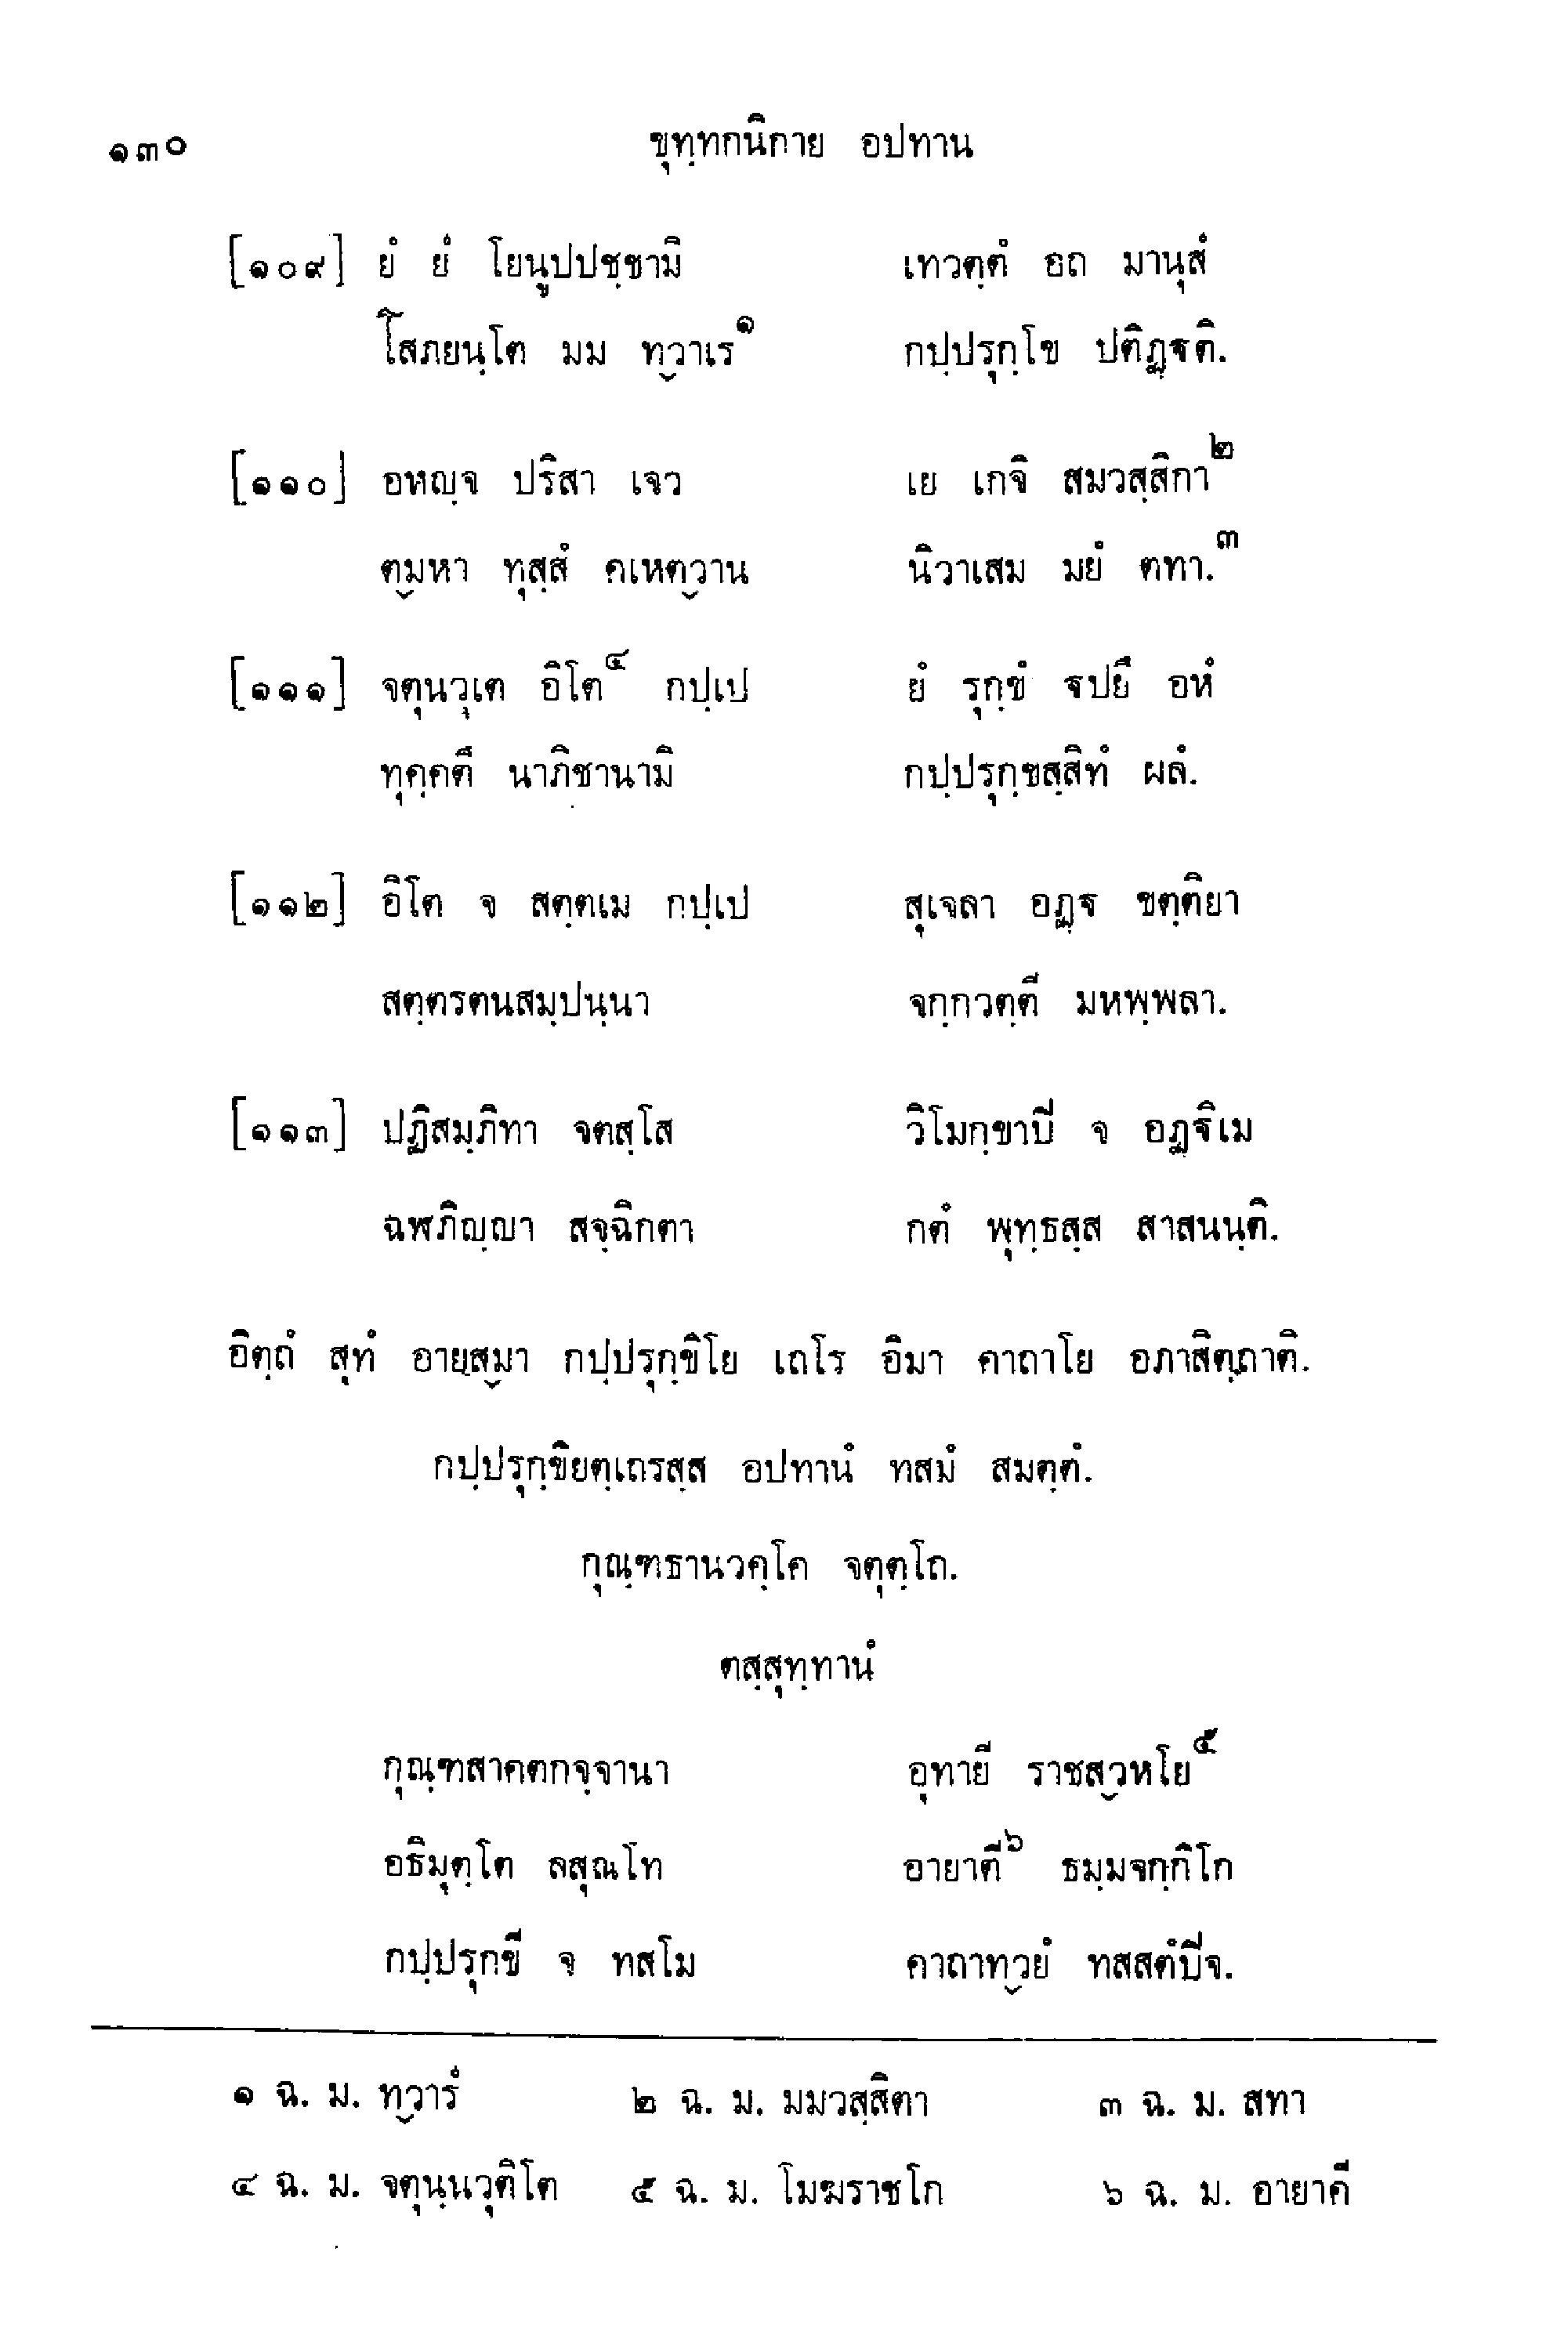 ๑๓๐ ขุทฺทกนิกาย อปทาน
[๑๐๙] ยํ ยํ โยนูปปชฺชามิ เทวตฺตํ อถ มานุสํ
โสภยนฺโต มม ทฺวาเร๑ กปฺปรุกฺโข ปติฏฺฐติ.
[๑๑๐] อหญฺจ ปริสา เจว เย เกจิ สมวสฺสิกา๒
ตมฺหา ทุสฺสํ คเหตฺวาน นิวาเสม มยํ ตทา.๓
[๑๑๑] จตุนวุเต อิโต๔ กปฺเป ยํ รุกฺขํ ฐปยึ อหํ
ทุคฺคตึ นาภิชานามิ กปฺปรุกฺขสฺสิทํ ผลํ.
[๑๑๒] อิโต จ สตฺตเม กปฺเป สุเจลา อฏฺฐ ขตฺติยา
สตฺตรตนสมฺปนฺนา จกฺกวตฺตี มหพฺพลา.
[๑๑๓] ปฏิสมฺภิทา จตสฺโส วิโมกฺขาปี จ อฏฺฐิเม
ฉฬภิญฺญา สจฺฉิกตา กตํ พุทฺธสฺส สาสนนฺติ.
อิตฺถํ สุทํ อายสฺมา กปฺปรุกฺขิโย เถโร อิมา คาถาโย อภาสิตฺถาติ.
กปฺปรุกฺขิยตฺเถรสฺส อปทานํ ทสมํ สมตฺตํ.
กุณฺฑธานวคฺโค จตุตฺโถ.
ตสฺสุทฺทานํ
กุณฺฑสาคตกจฺจานา อุทายี ราชสวฺหโย๕
อธิมุตฺโต ลสุณโท อายาตี๖ ธมฺมจกฺกิโก
กปฺปรุกขี จ ทสโม คาถาทฺวยํ ทสสตํปีจ.
๑ ฉ. ม. ทฺวารํ ๒ ฉ. ม. มมวสฺสิตา ๓ ฉ. ม. สทา
๔ ฉ. ม. จตุนฺนวุติโต ๕ ฉ. ม. โมฆราชโก ๖ ฉ. ม. อายาคี